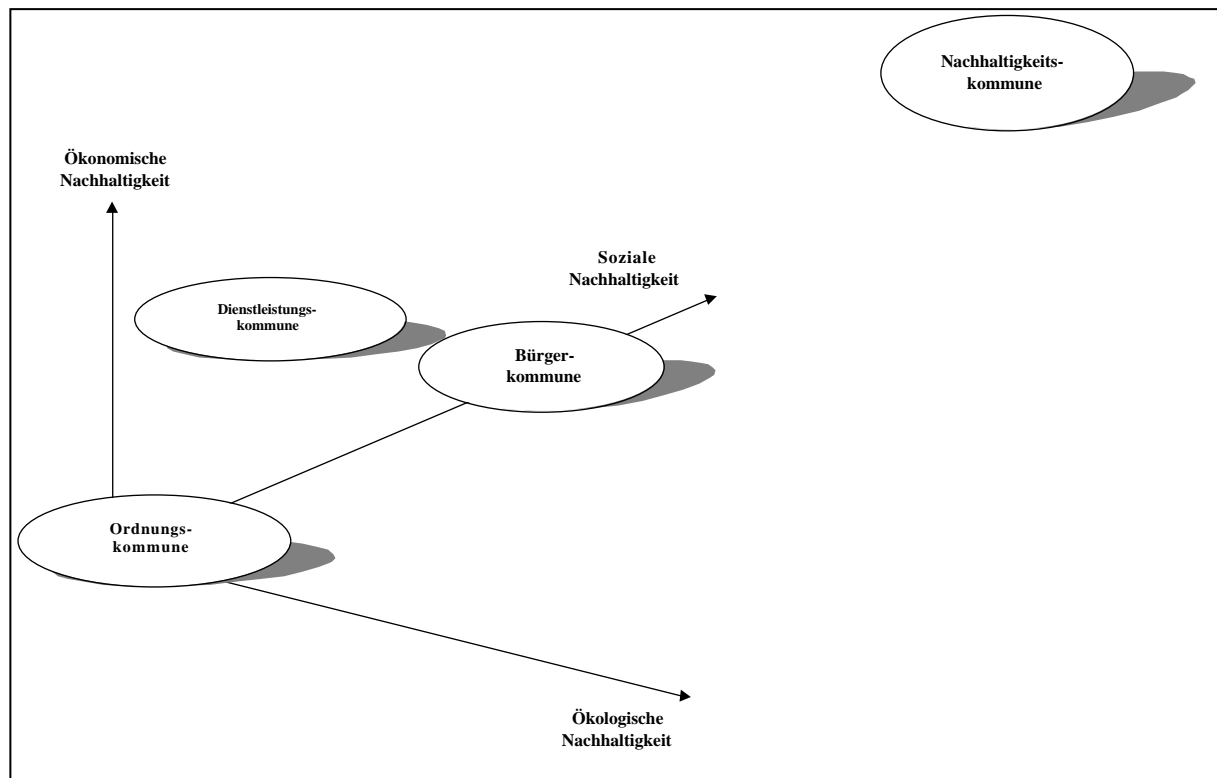 Nachhaltigkeits-
kommune
Ökonomische
Nachhaltigkeit
Soziale
Nachhaltigkeit
Dienstleistungs-
kommune
Bürger-
kommune
Ordnungs-
kommune
Ökologische
Nachhaltigkeit